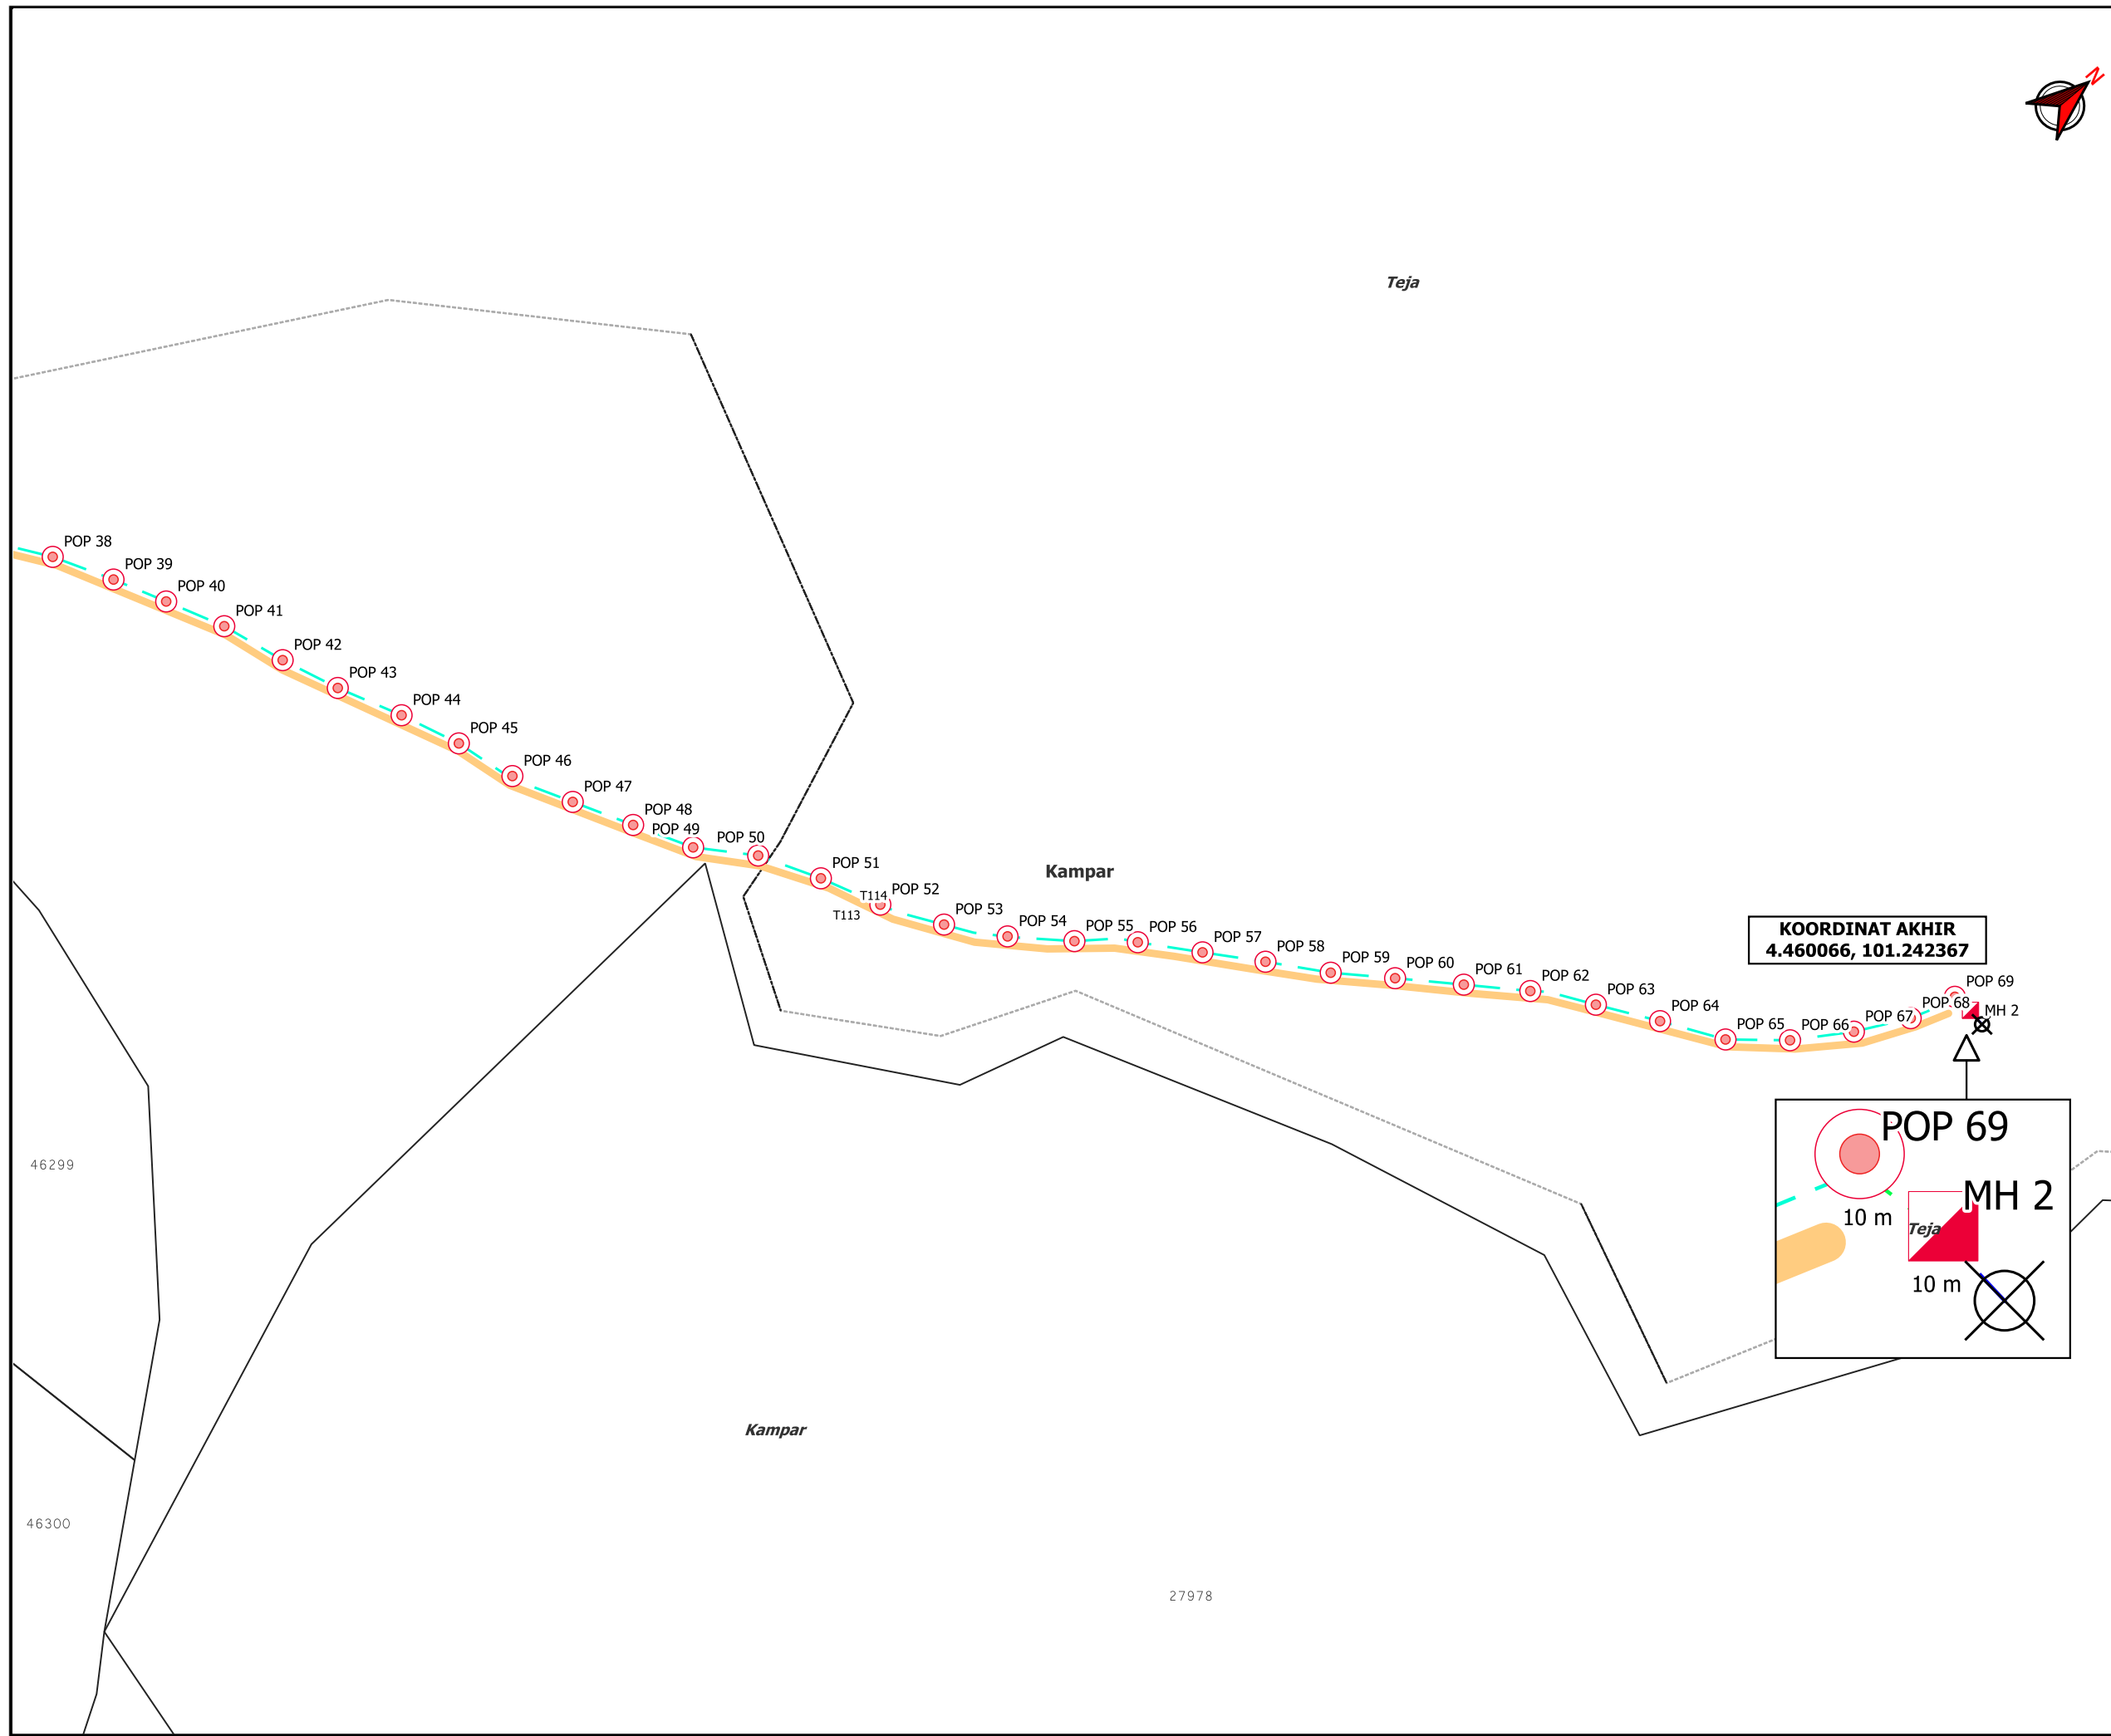 N
Teja
POP 38
POP 39
POP 40
POP 41
POP 42
POP 43
POP 44
POP 45
POP 46
POP 47
POP 48
POP 49
POP 50
POP 51
Kampar
T114
POP 52
T113
POP 53
POP 54
POP 55
POP 56
POP 57
POP 58
POP 59
POP 60
POP 61
POP 62
POP 63
POP 64
POP 65
POP 66
POP 67
POP 68
POP 69
MH 2
KOORDINAT AKHIR
4.460066, 101.242367
POP 69
MH 2
10 m
Teja
10 m
46299
Kampar
46300
27978